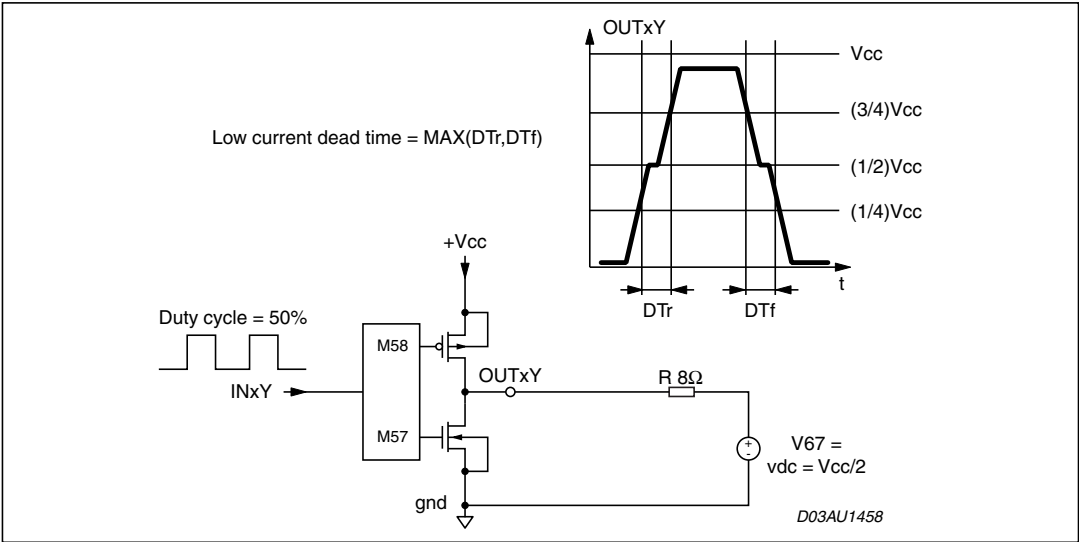 OUTxY
Vcc
(3/4)Vcc
Low current dead time = MAX(DTr,DTf)
(1/2)Vcc
(1/4)Vcc
+Vcc
t
DTr
DTf
Duty cycle = 50%
M58
OUTxY
R 8Ω
INxY
M57
+
-
V67 =
vdc = Vcc/2
gnd
D03AU1458